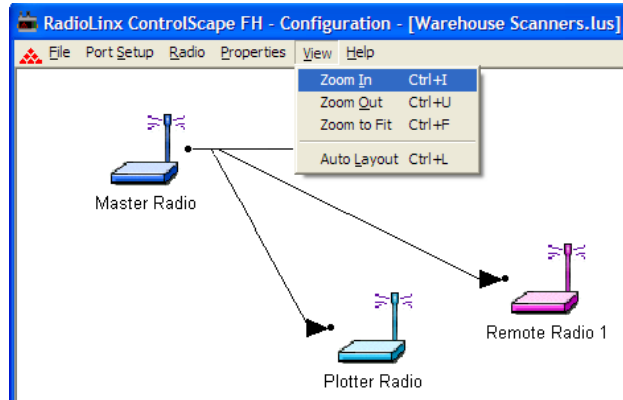 RadioLinx ControlScape FH - Configuration - [Warehouse Scanners.lus]
File Port Setup Radio Properties View Help
Zoom In Ctrl+I
Zoom Out Ctrl+U
Zoom to Fit Ctrl+F
Auto Layout Ctrl+L
Master Radio
Remote Radio 1
Plotter Radio